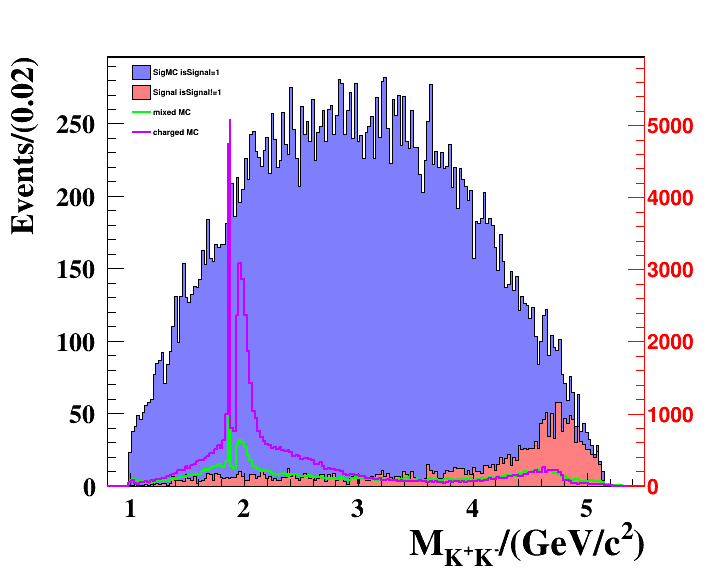 SigMC isSignal=1
Signal isSignal!=1
mixed MC
charged MC
Events/(0.02)
250
200
150
100
50
0
5000
4000
3000
2000
1000
0
1 2 3 4 5
M_{K⁺K⁻}/(GeV/c²)